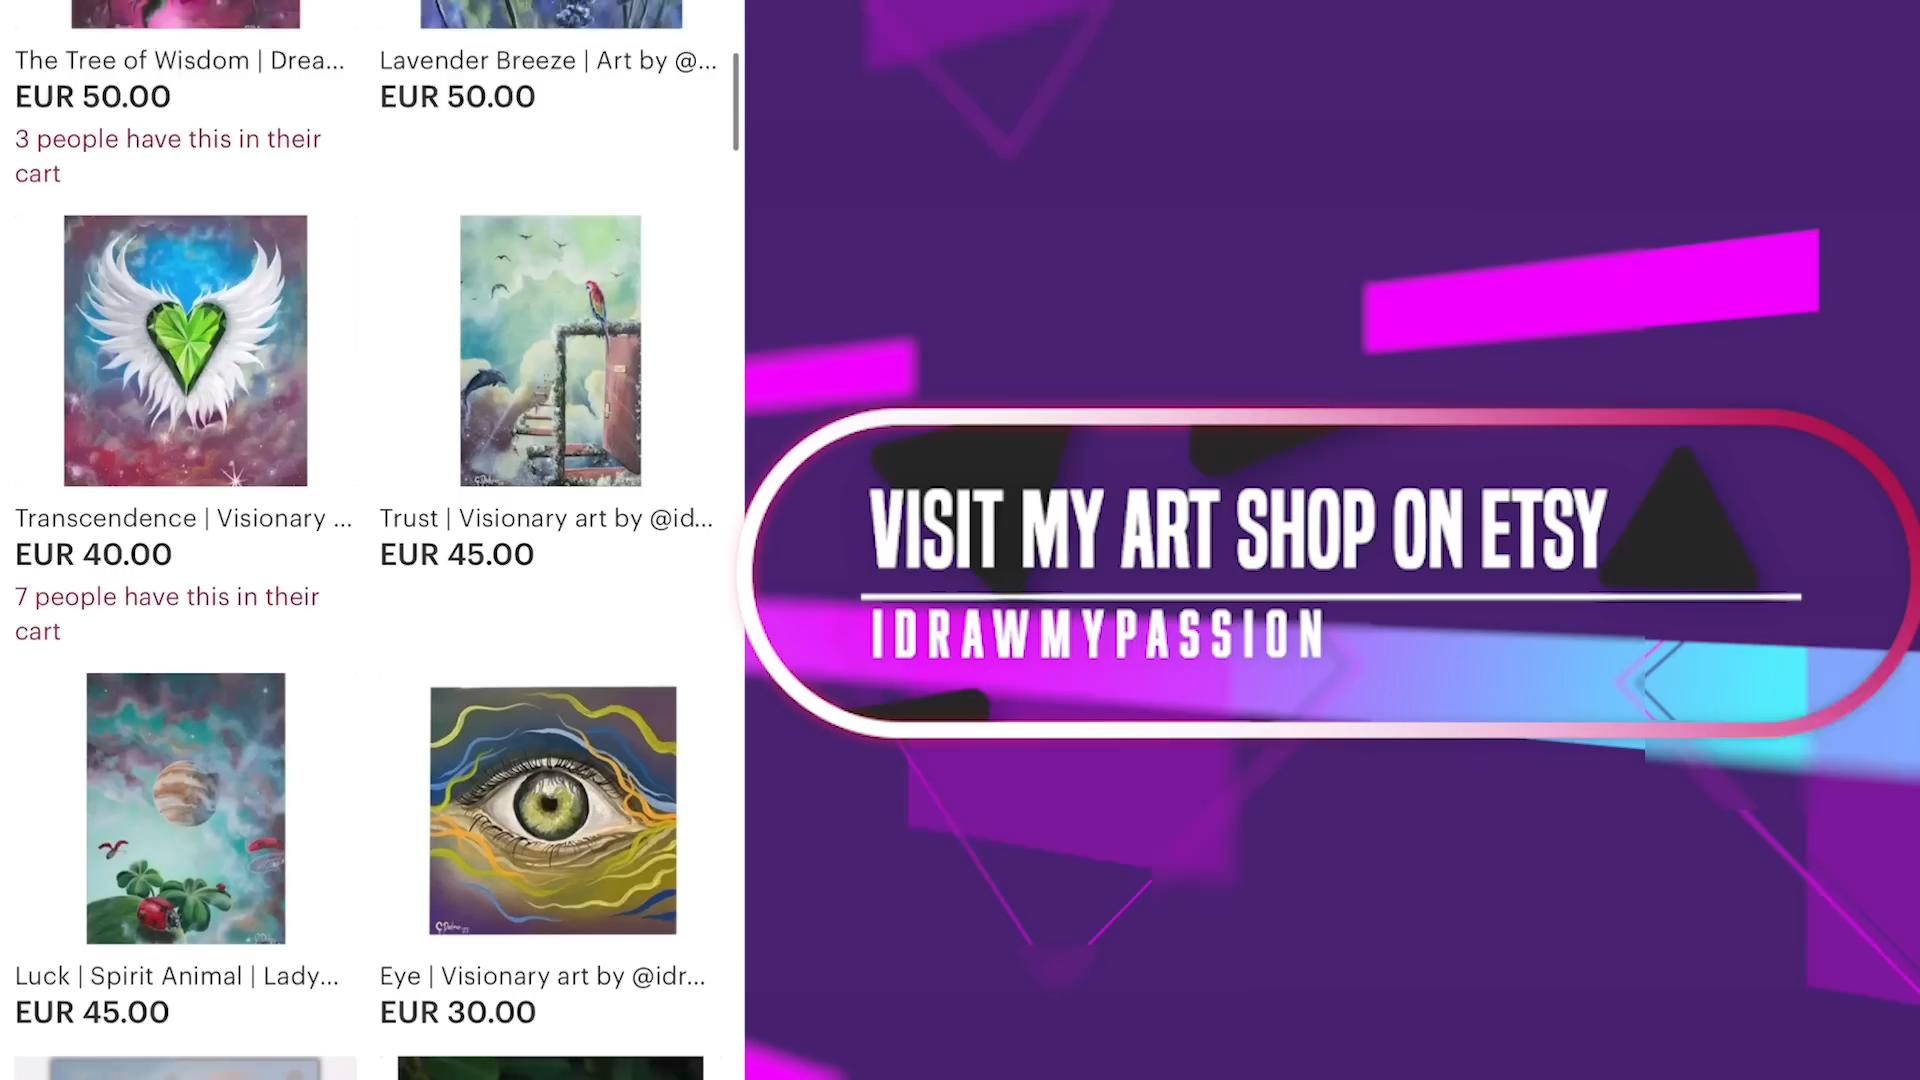 The Tree of Wisdom | Drea...
EUR 50.00
3 people have this in their
cart
Lavender Breeze | Art by @...
EUR 50.00
Transcendence | Visionary ...
EUR 40.00
7 people have this in their
cart
Trust | Visionary art by @id...
EUR 45.00
Luck | Spirit Animal | Lady...
EUR 45.00
Eye | Visionary art by @idr...
EUR 30.00
VISIT MY ART SHOP ON ETSY
IDRAWMYPASSION